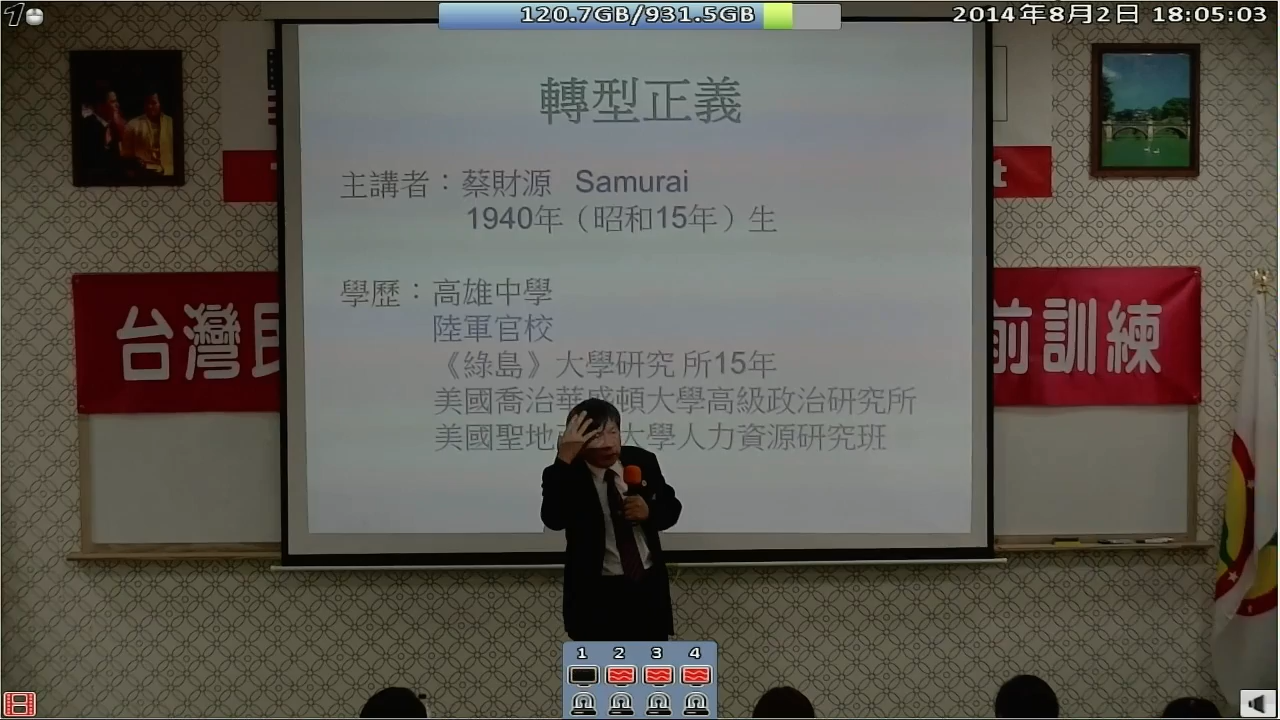 120.7GB/931.5GB
2014年8月2日 18:05:03
轉型正義
主講者：蔡財源 Samurai
1940年（昭和15年）生
學歷：高雄中學
陸軍官校
《綠島》大學研究 所15年
美國喬治華盛頓大學高級政治研究所
美國聖地 大學人力資源研究班
台灣民
前訓練
t
1 2 3 4